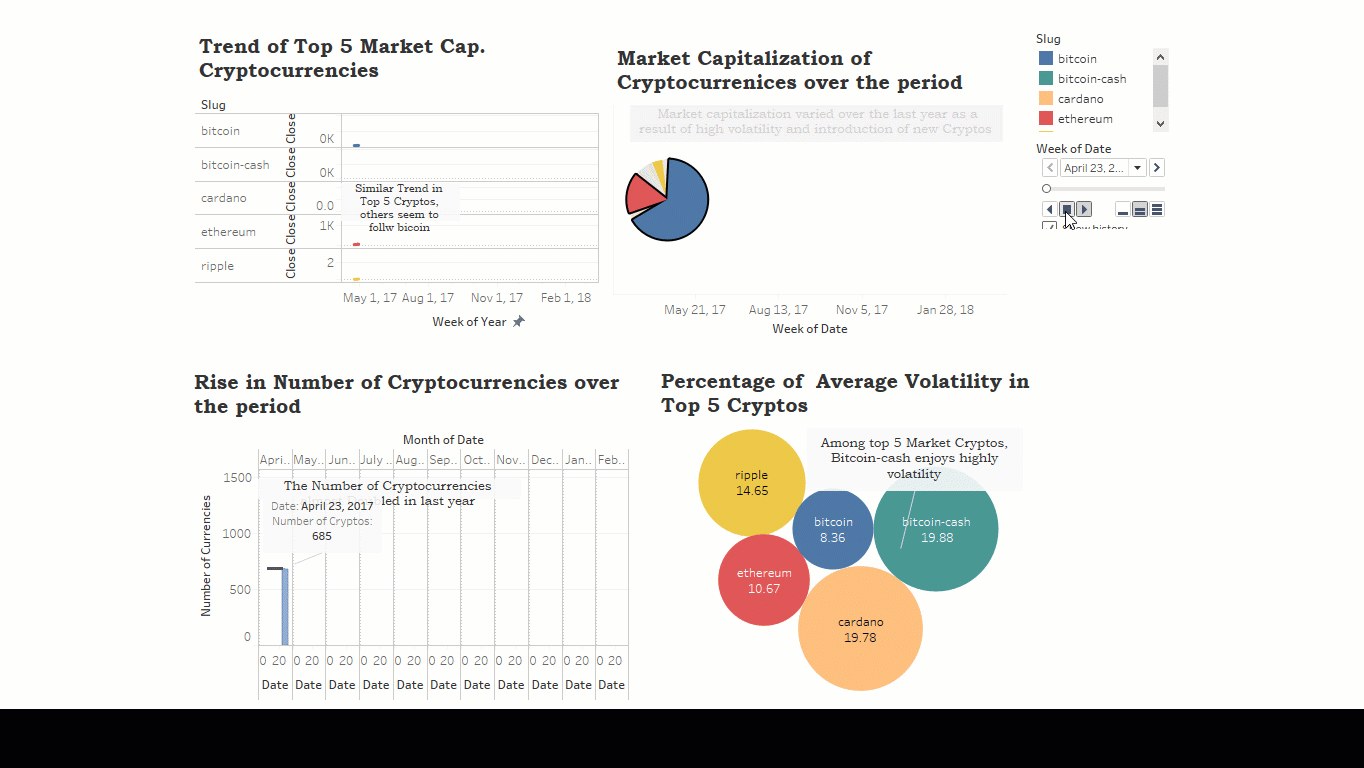 Trend of Top 5 Market Cap.
Cryptocurrencies
Slug
bitcoin
Close
0K
bitcoin-cash
Close
0K
cardano
Close
0.0
ethereum
Close
1K
ripple
Close
2
Similar Trend in
Top 5 Cryptos,
others seem to
follw bicoin
May 1, 17 Aug 1, 17 Nov 1, 17 Feb 1, 18
Week of Year
Market Capitalization of
Cryptocurrenices over the period
Market capitalization varied over the last year as a
result of high volatility and introduction of new Cryptos
May 21, 17 Aug 13, 17 Nov 5, 17 Jan 28, 18
Week of Date
Slug
bitcoin
bitcoin-cash
cardano
ethereum
Week of Date
April 23, 2...
Show history
Rise in Number of Cryptocurrencies over
the period
Month of Date
Apri.. May.. Jun.. July .. Aug.. Sep.. Oct.. Nov.. Dec.. Jan.. Feb..
Number of Currencies
1500
1000
500
0
The Number of Cryptocurrencies
led in last year
Date: April 23, 2017
Number of Cryptos:
685
0 20 0 20 0 20 0 20 0 20 0 20 0 20 0 20 0 20 0 20 0 20
Date Date Date Date Date Date Date Date Date Date Date
Percentage of Average Volatility in
Top 5 Cryptos
Among top 5 Market Cryptos,
Bitcoin-cash enjoys highly
volatility
ripple
14.65
bitcoin
8.36
bitcoin-cash
19.88
ethereum
10.67
cardano
19.78